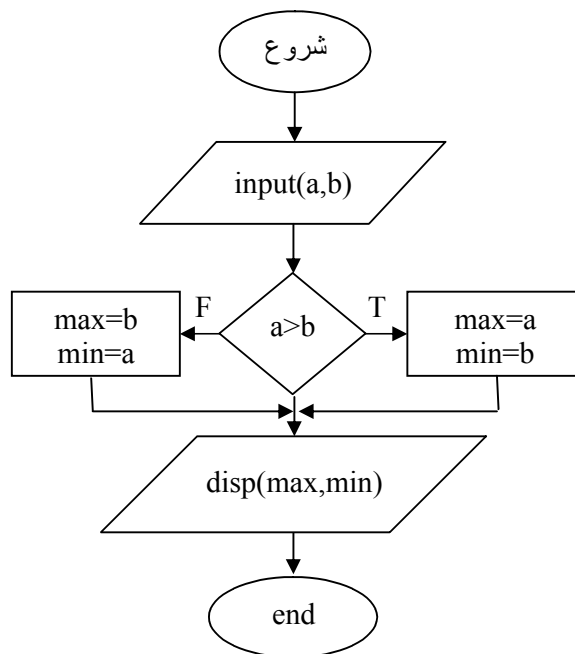 شروع
input(a,b)
a>b
F
T
max=b
min=a
max=a
min=b
disp(max,min)
end